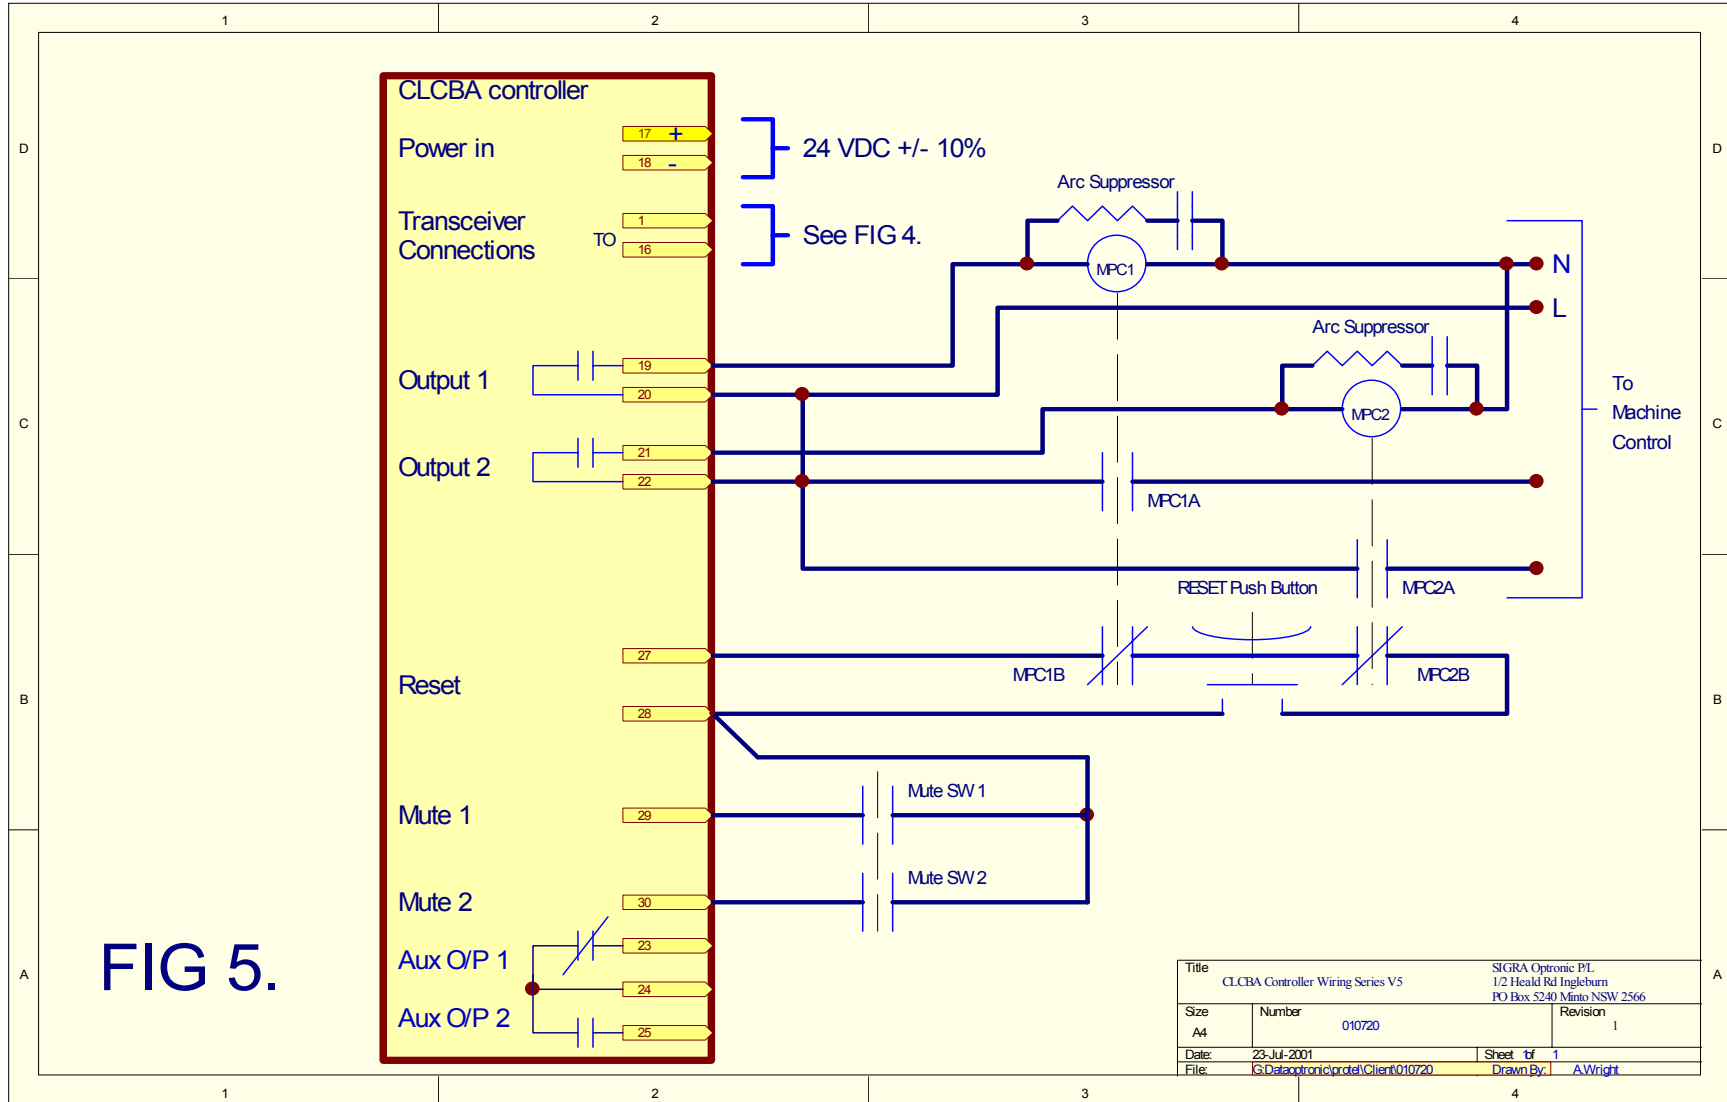 1 2 3 4
CLCBA controller
Power in
17 +
18 -
24 VDC +/- 10%
D D
Transceiver
Connections
TO
1
16
See FIG 4.
Arc Suppressor
MPC1
N
L
Arc Suppressor
MPC2
Output 1
19
20
To
Machine
Control
C C
Output 2
21
22
MPC1A
RESET Push Button
MPC2A
27
MPC1B
MPC2B
Reset
B B
28
Mute SW 1
Mute 1
29
Mute SW 2
Mute 2
30
Aux O/P 1
23
24
Aux O/P 2
25
FIG 5.
A A
Title
CLCBA Controller Wiring Series V5
SIGRA Optronic P/L
1/2 Heald Rd Ingleburn
PO Box 5240 Minto NSW 2566
Size
A4
Number
010720
Revision
1
Date: 23-Jul-2001
Sheet 1of 1
File: G:Dataoptronic\protel\Client\010720
Drawn By: A.Wright
1 2 3 4